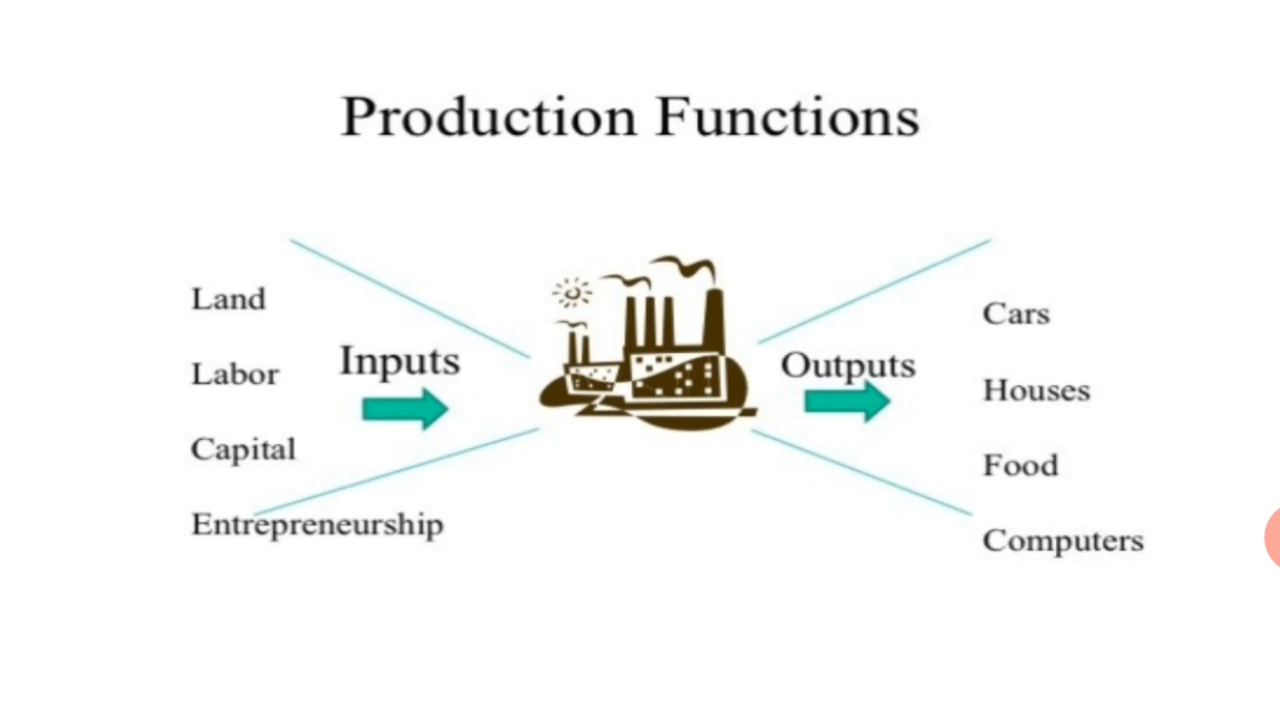 Production Functions
Land
Labor
Capital
Entrepreneurship
Inputs
Outputs
Cars
Houses
Food
Computers